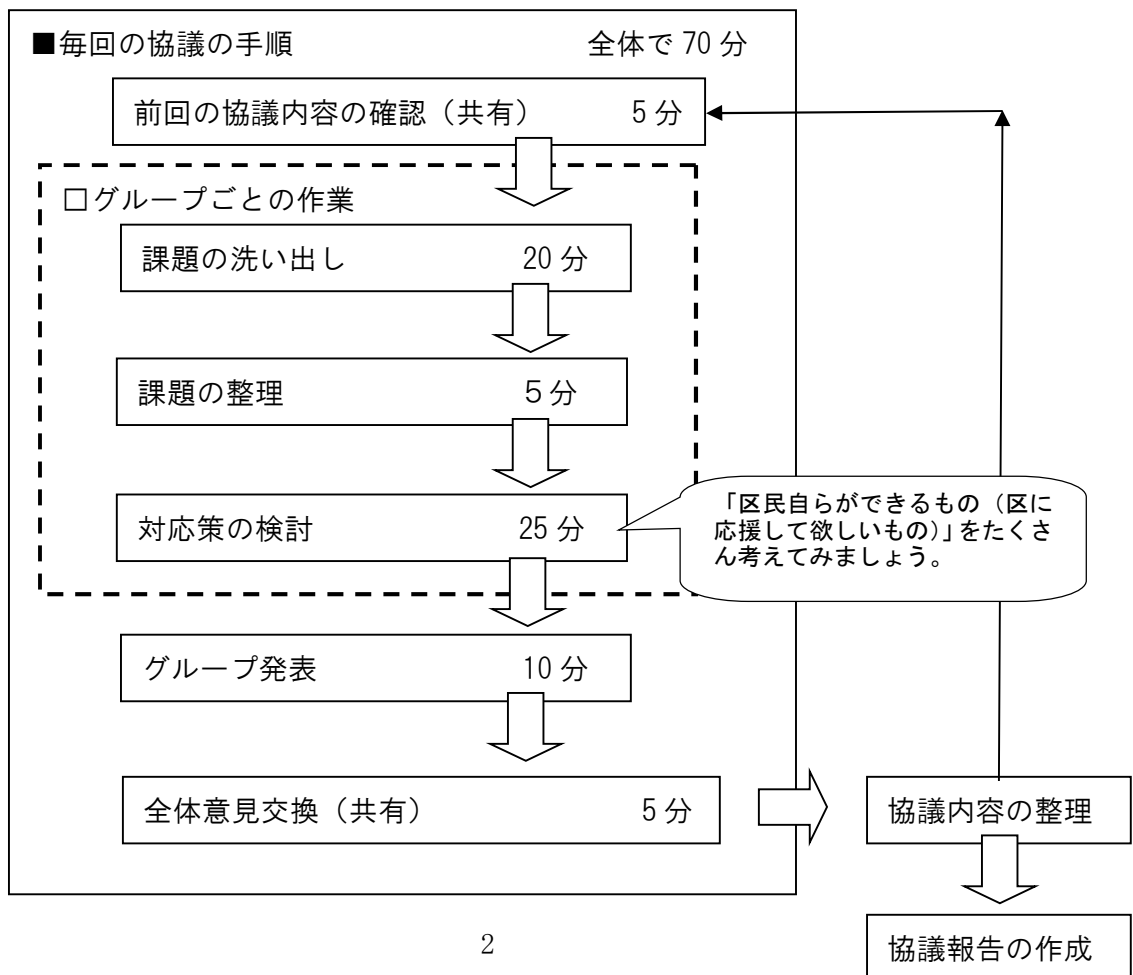 ■毎回の協議の手順 全体で 70 分
前回の協議内容の確認（共有） 5 分
□グループごとの作業
課題の洗い出し 20 分
課題の整理 ５分
対応策の検討 25 分
「区民自らができるもの（区に
応援して欲しいもの）」をたくさ
ん考えてみましょう。
グループ発表 10 分
全体意見交換（共有） 5 分
協議内容の整理
協議報告の作成
2